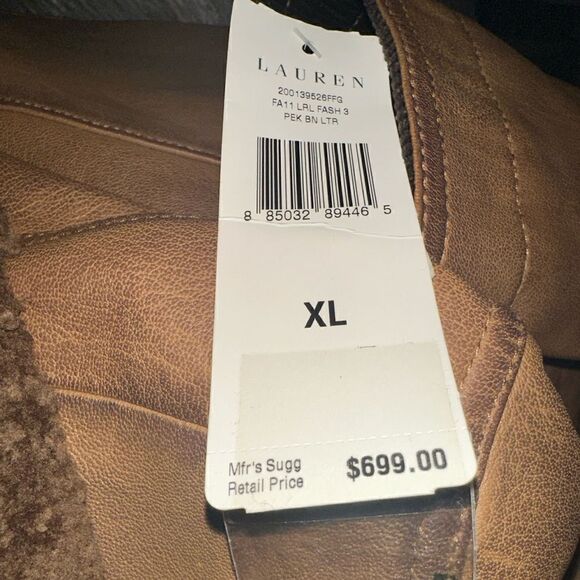 LAUREN
200139526FFG
FA11 LRL FASH 3
PEK BN LTR
8 85032 89446 5
XL
Mfr's Sugg
Retail Price $699.00